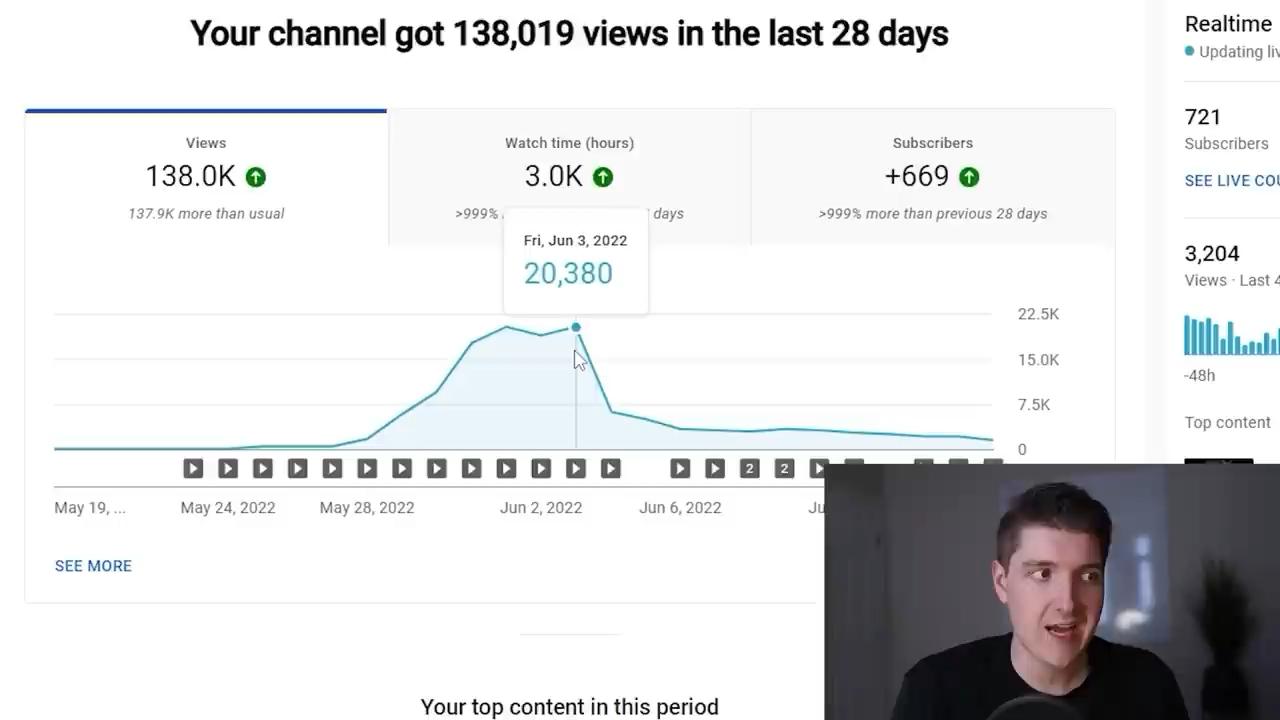 Your channel got 138,019 views in the last 28 days
Realtime
Updating liv
Views
138.0K
137.9K more than usual
Watch time (hours)
3.0K
>999% days
Subscribers
+669
>999% more than previous 28 days
721
Subscribers
SEE LIVE COU
Fri, Jun 3, 2022
20,380
3,204
Views · Last 4
22.5K
15.0K
7.5K
0
-48h
Top content
2 2
May 19, ... May 24, 2022 May 28, 2022 Jun 2, 2022 Jun 6, 2022 Ju
SEE MORE
Your top content in this period